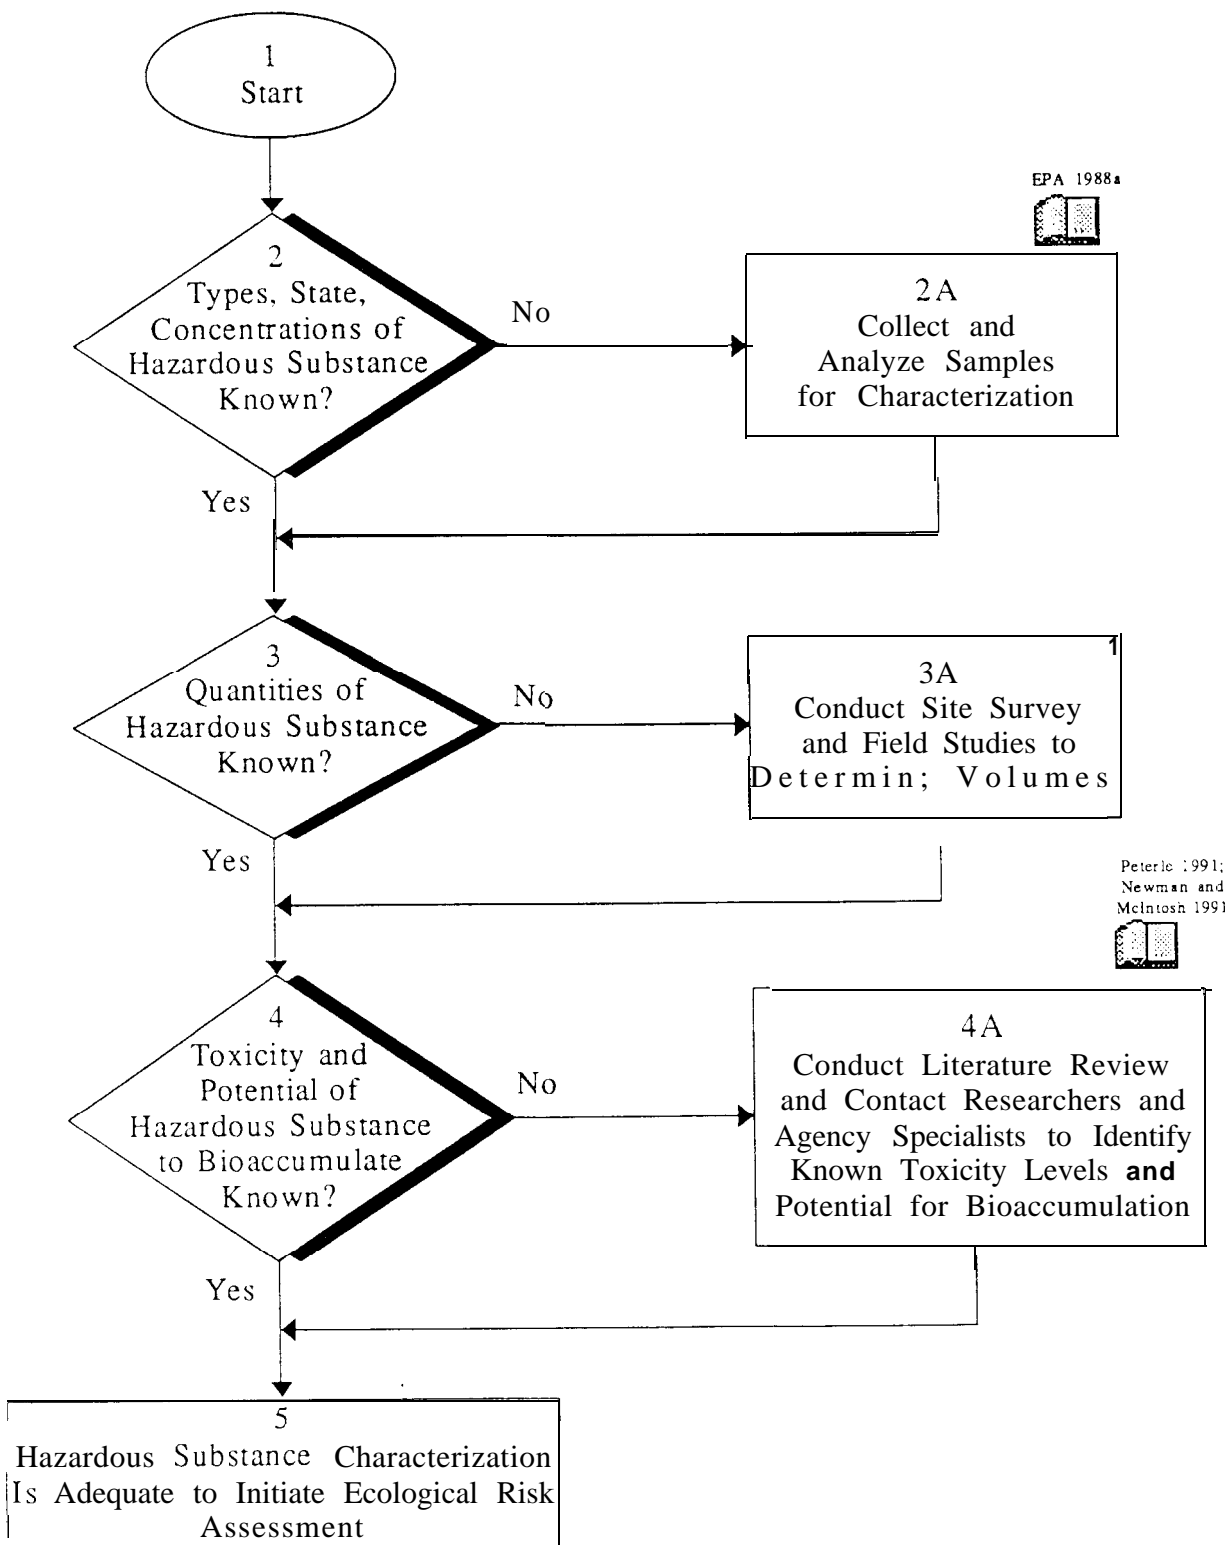 1
Start
EPA 1988a
2
Types, State,
Concentrations of
Hazardous Substance
Known?
No
2A
Collect and
Analyze Samples
for Characterization
Yes
3
Quantities of
Hazardous Substance
Known?
No
1
3A
Conduct Site Survey
and Field Studies to
Determin; Volumes
Yes
Peterle 1991;
Newman and
McIntosh 1991
4
Toxicity and
Potential of
Hazardous Substance
to Bioaccumulate
Known?
No
4A
Conduct Literature Review
and Contact Researchers and
Agency Specialists to Identify
Known Toxicity Levels and
Potential for Bioaccumulation
Yes
5
Hazardous Substance Characterization
Is Adequate to Initiate Ecological Risk
Assessment